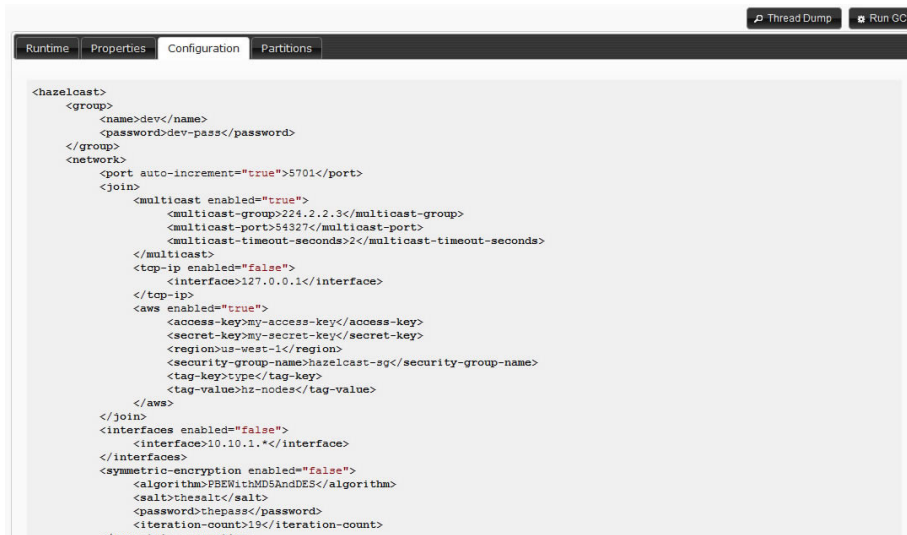 Thread Dump Run GC
Runtime Properties Configuration Partitions
<hazelcast>
<group>
<name>dev</name>
<password>dev-pass</password>
</group>
<network>
<port auto-increment="true">5701</port>
<join>
<multicast enabled="true">
<multicast-group>224.2.2.3</multicast-group>
<multicast-port>54327</multicast-port>
<multicast-timeout-seconds>2</multicast-timeout-seconds>
</multicast>
<tcp-ip enabled="false">
<interface>127.0.0.1</interface>
</tcp-ip>
<aws enabled="true">
<access-key>my-access-key</access-key>
<secret-key>my-secret-key</secret-key>
<region>us-west-1</region>
<security-group-name>hazelcast-sg</security-group-name>
<tag-key>type</tag-key>
<tag-value>hz-nodes</tag-value>
</aws>
</join>
<interfaces enabled="false">
<interface>10.10.1.*</interface>
</interfaces>
<symmetric-encryption enabled="false">
<algorithm>PBEWithMD5AndDES</algorithm>
<salt>thesalt</salt>
<password>thepass</password>
<iteration-count>19</iteration-count>